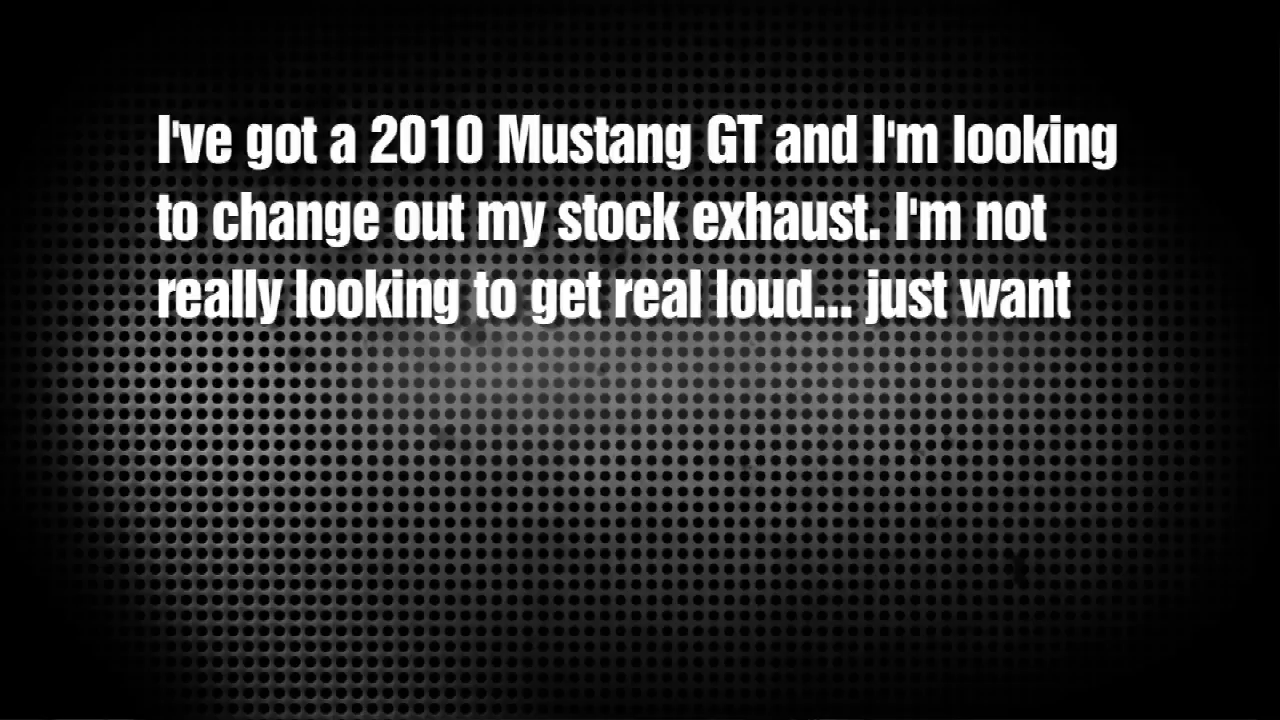 I've got a 2010 Mustang GT and I'm looking
to change out my stock exhaust. I'm not
really looking to get real loud... just want